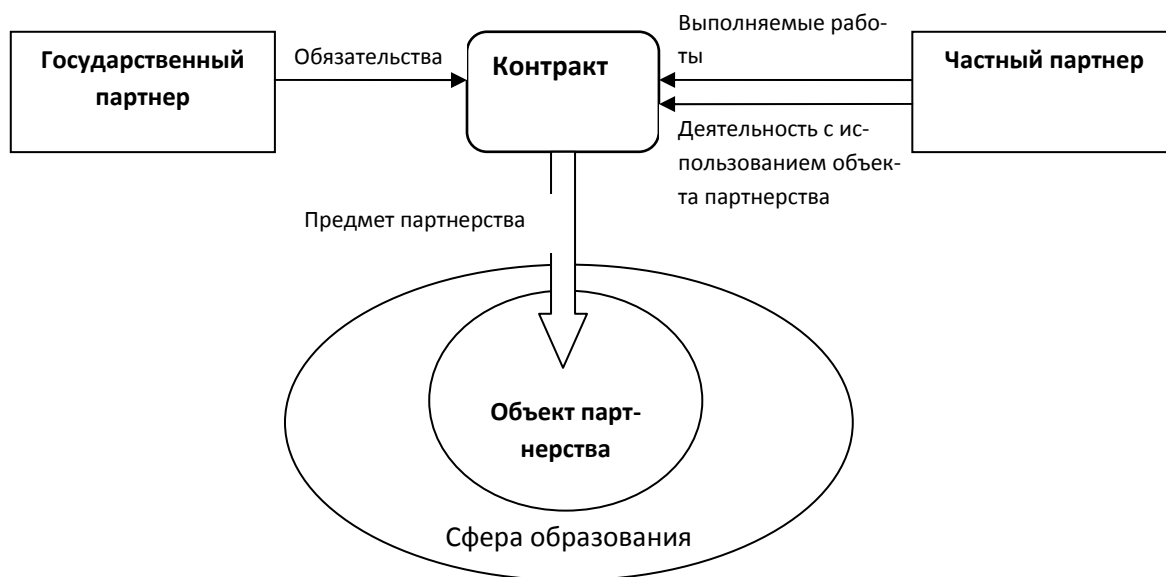 Государственный
партнер
Обязательства
Контракт
Выполняемые рабо-
ты
Частный партнер
Деятельность с ис-
пользованием объек-
та партнерства
Предмет партнерства
Объект парт-
нерства
Сфера образования